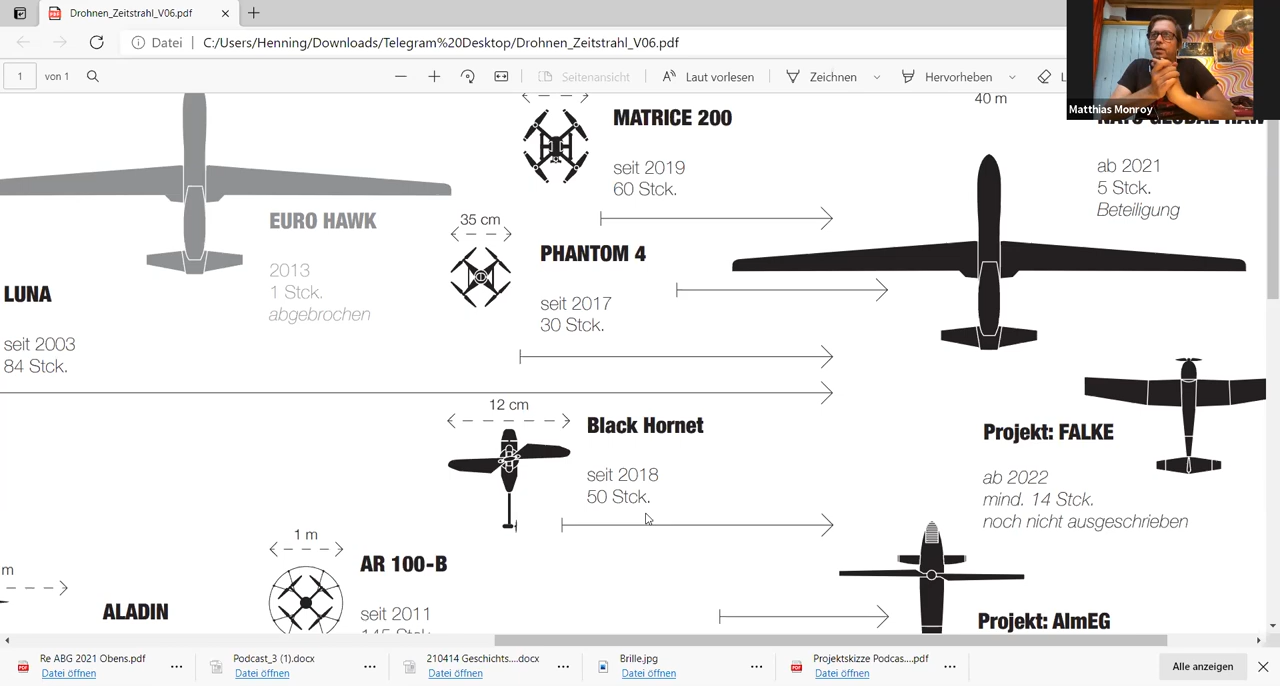 Drohnen_Zeitstrahl_V06.pdf
Datei
C:/Users/Henning/Downloads/Telegram%20Desktop/Drohnen_Zeitstrahl_V06.pdf
1
von 1
Seitenansicht
Laut vorlesen
Zeichnen
Hervorheben
Matthias Monroy
40 m
MATRICE 200
seit 2019
60 Stck.
NATO GLOBAL HAW
ab 2021
5 Stck.
Beteiligung
EURO HAWK
2013
1 Stck.
abgebrochen
35 cm
PHANTOM 4
seit 2017
30 Stck.
LUNA
seit 2003
84 Stck.
12 cm
Black Hornet
seit 2018
50 Stck.
Projekt: FALKE
ab 2022
mind. 14 Stck.
noch nicht ausgeschrieben
m
1 m
AR 100-B
seit 2011
145 Stck.
ALADIN
Projekt: AImEG
Re ABG 2021 Obens.pdf
Datei öffnen
Podcast_3 (1).docx
Datei öffnen
210414 Geschichts....docx
Datei öffnen
Brille.jpg
Datei öffnen
Projektskizze Podcas....pdf
Datei öffnen
Alle anzeigen